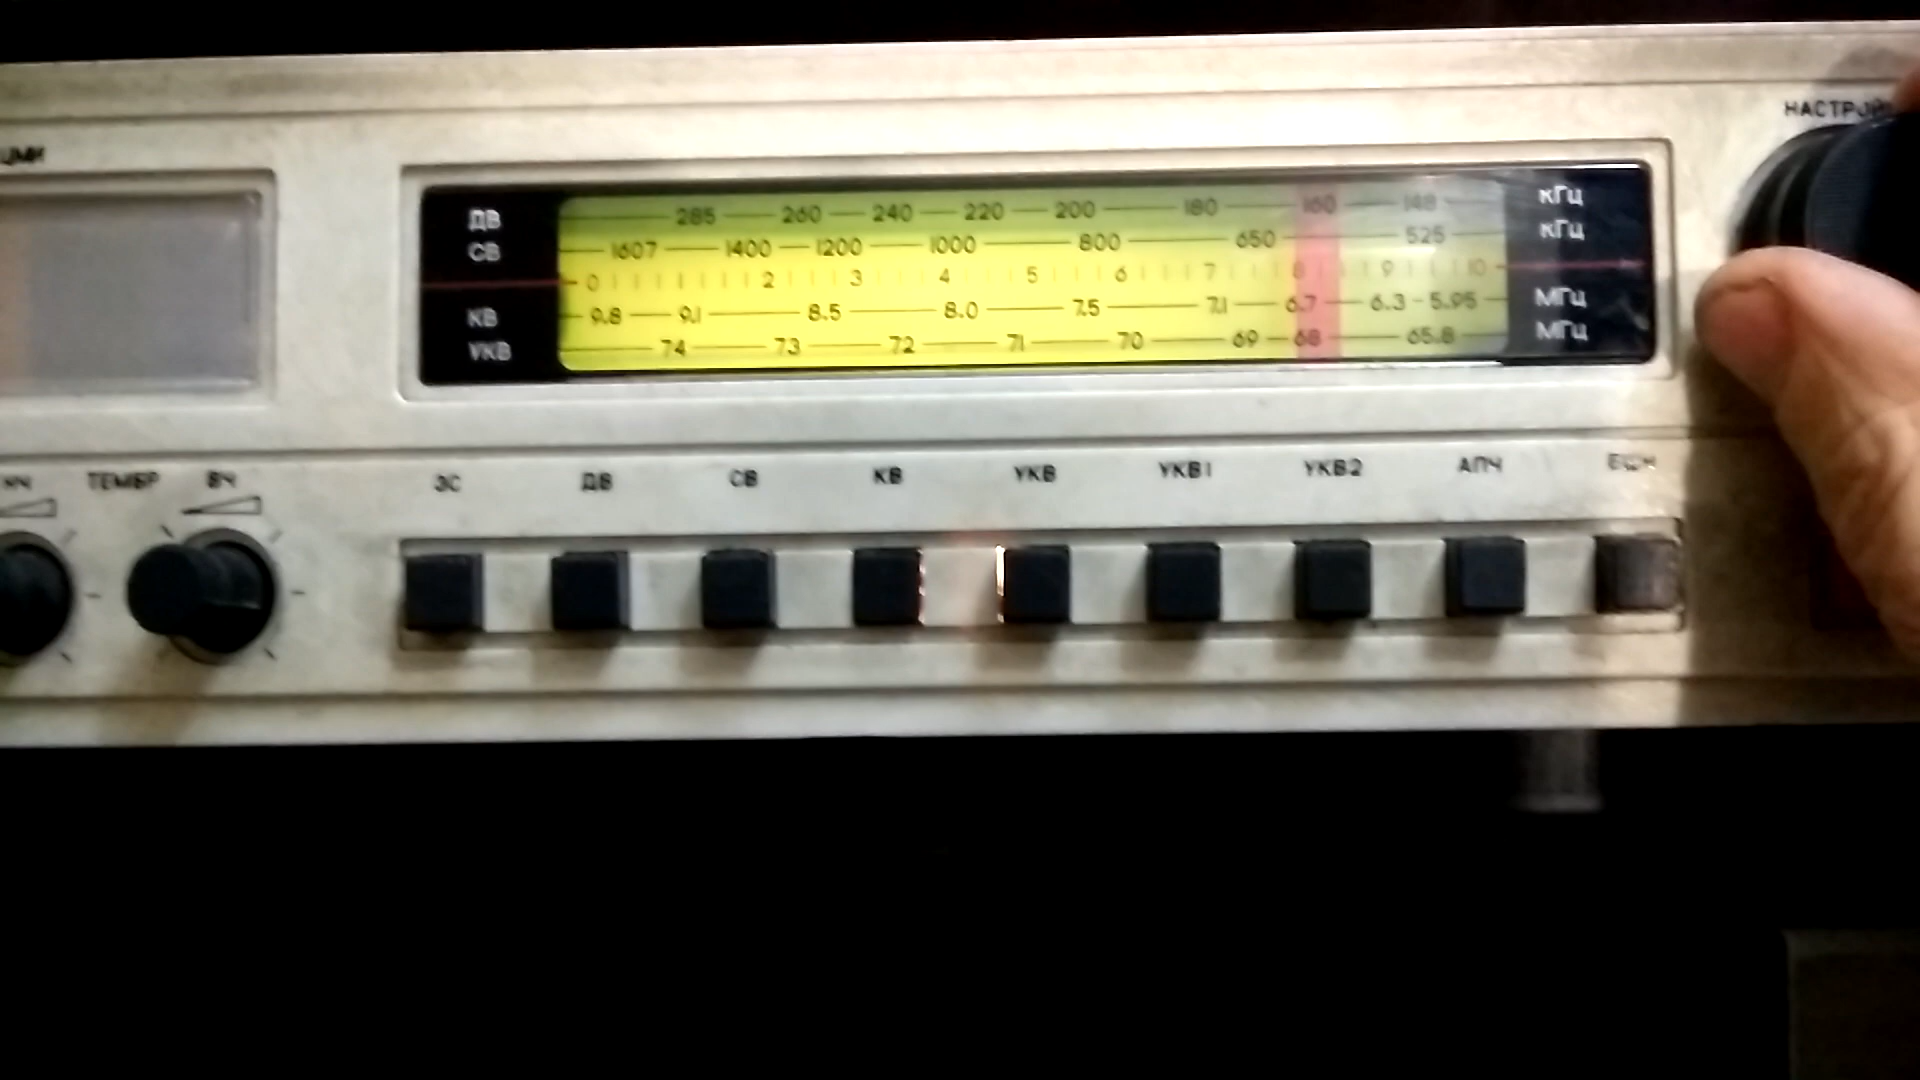 НАСТРОЙ
ЦИИ
ДВ 285 260 240 220 200 180 160 148 кГц
СВ 1607 1400 1200 1000 800 650 525 кГц
0 2 3 4 5 6 7 8 9 10
КВ 9.8 9.1 8.5 8.0 7.5 7.1 6.7 6.3 5.95 МГц
УКВ 74 73 72 71 70 69 68 65.8 МГц
НЧ ТЕМБР ВЧ ЗС ДВ СВ КВ УКВ УКВ1 УКВ2 АПЧ БШН